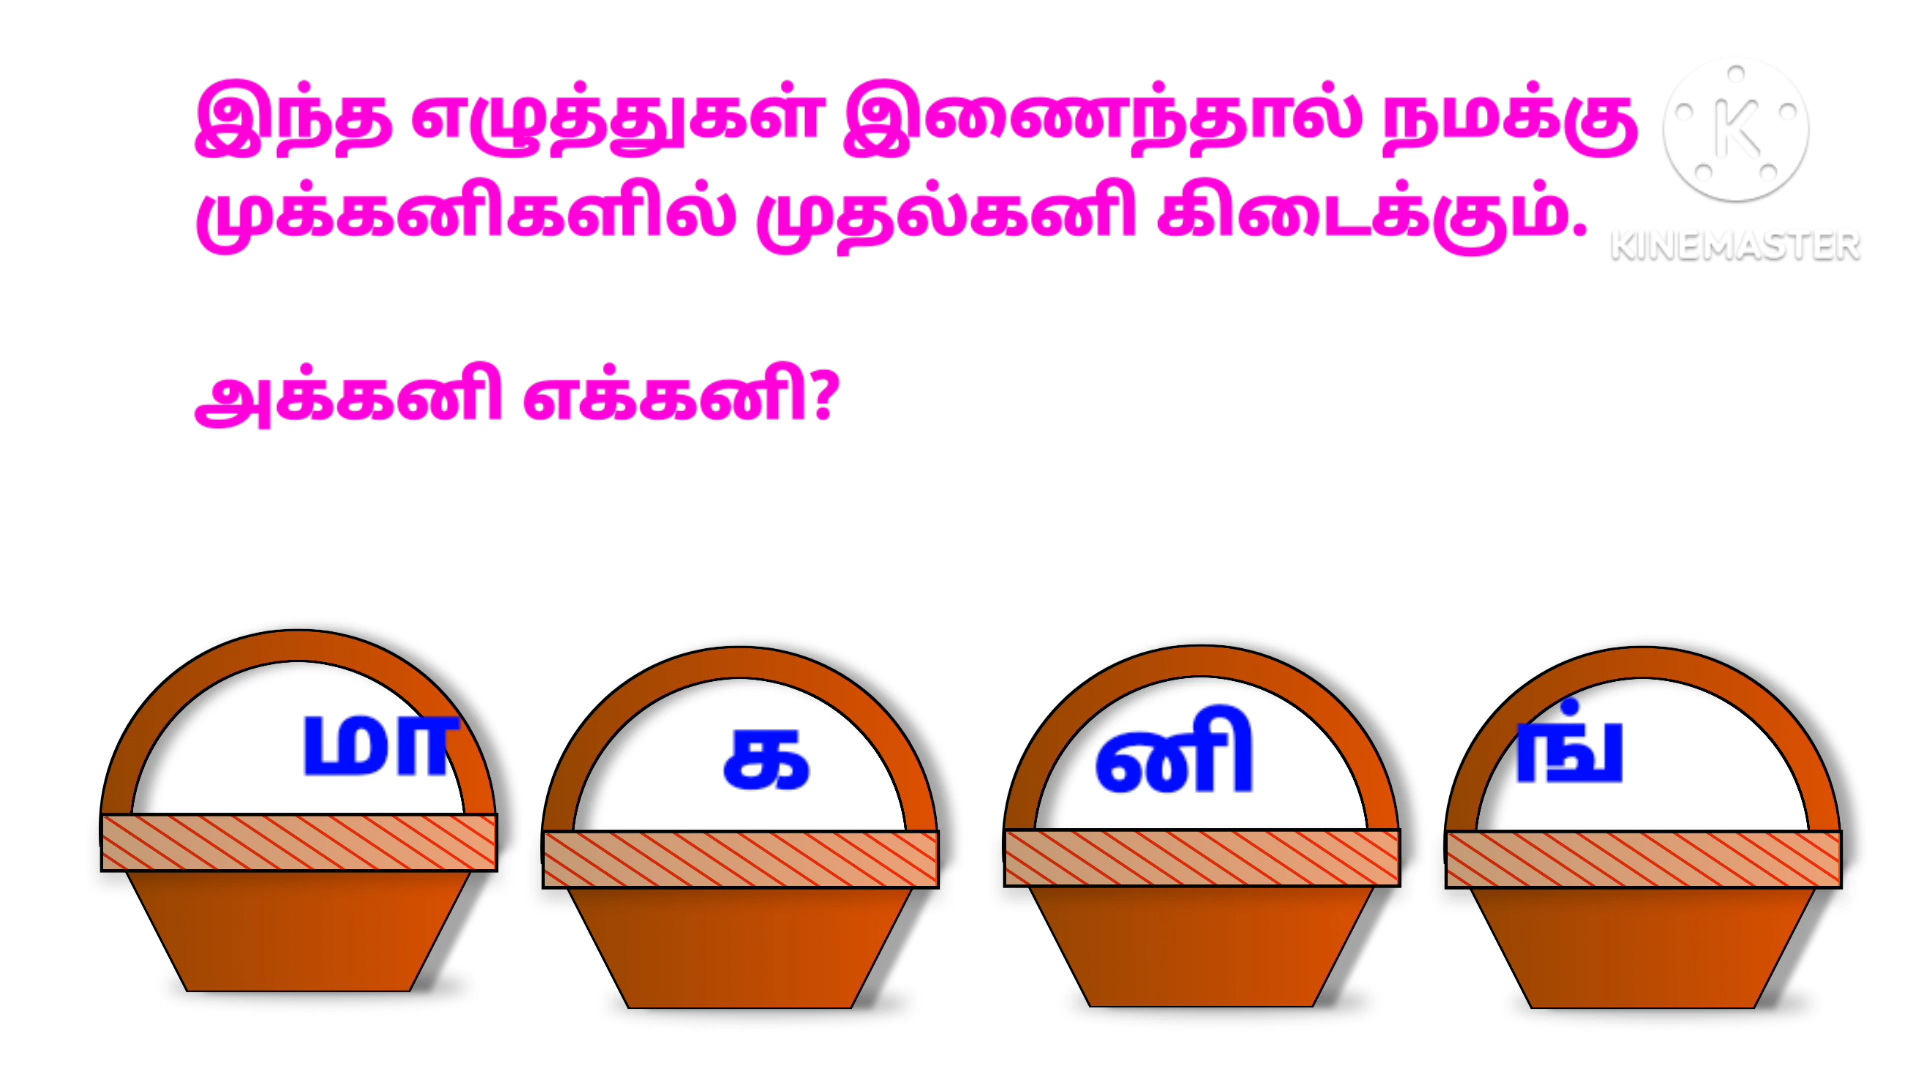 இந்த எழுத்துகள் இணைந்தால் நமக்கு
முக்கனிகளில் முதல்கனி கிடைக்கும்.
KINEMASTER
அக்கனி எக்கனி?
மா க னி ங்